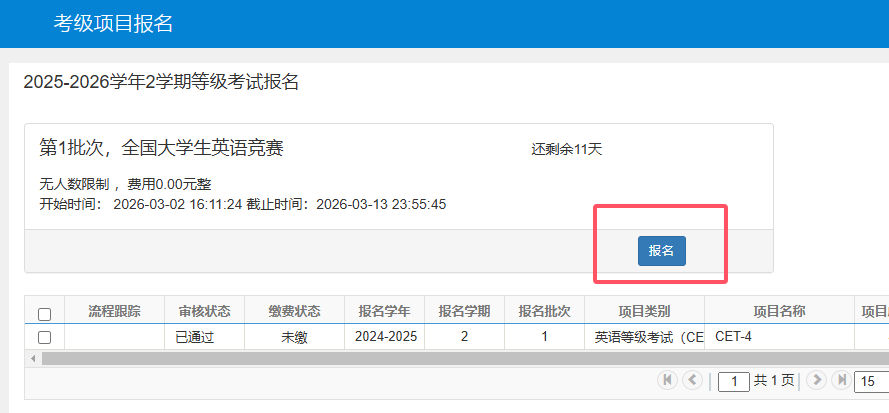 考级项目报名
2025-2026学年2学期等级考试报名
第1批次，全国大学生英语竞赛 还剩余11天
无人数限制 ，费用0.00元整
开始时间： 2026-03-02 16:11:24 截止时间：2026-03-13 23:55:45
报名
流程跟踪 审核状态 缴费状态 报名学年 报名学期 报名批次 项目类别 项目名称
已通过 未缴 2024-2025 2 1 英语等级考试（CE CET-4
1 共 1 页 15